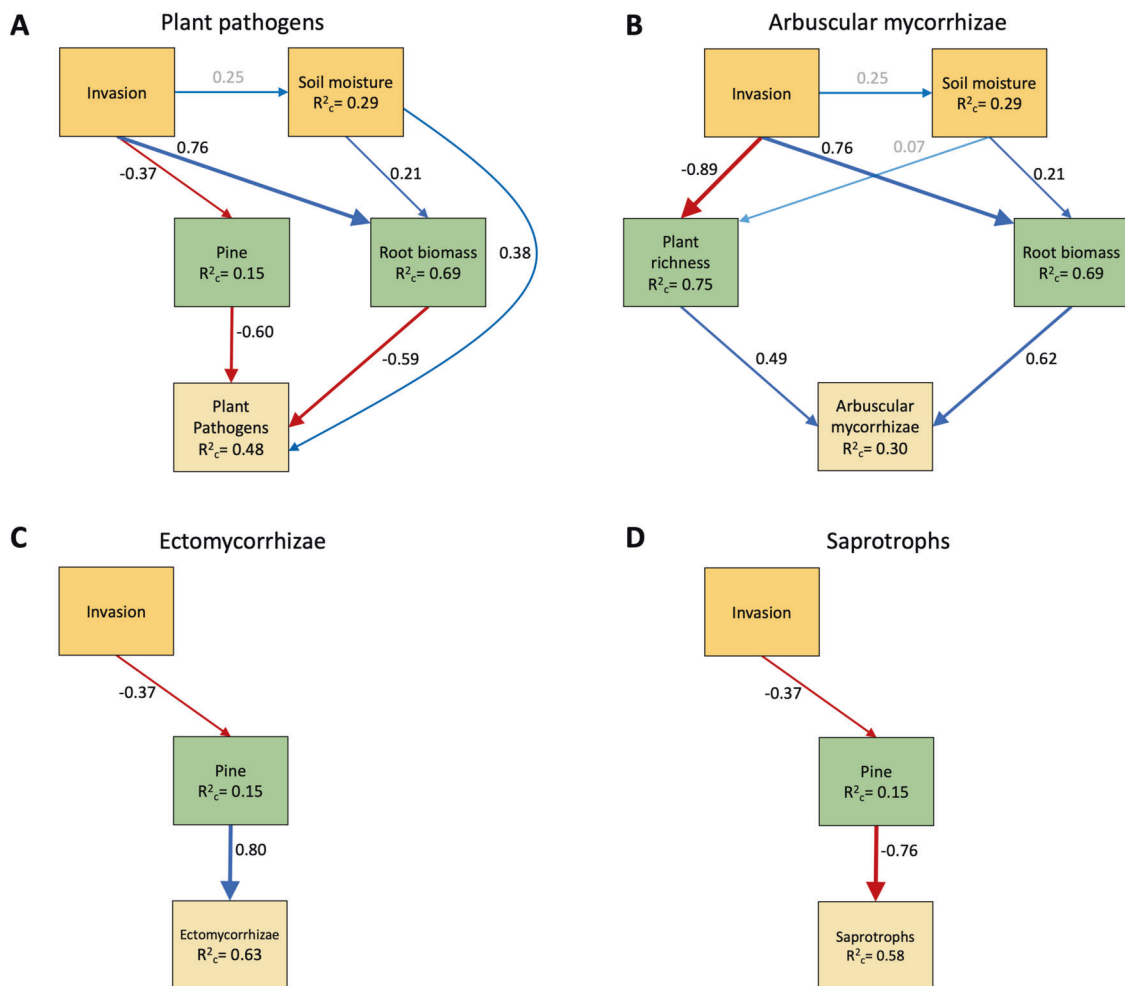 A
Plant pathogens
Invasion
0.25
Soil moisture
R²c= 0.29
-0.37
0.76
0.21
0.38
Pine
R²c= 0.15
Root biomass
R²c= 0.69
-0.60
-0.59
Plant
Pathogens
R²c= 0.48
B
Arbuscular mycorrhizae
Invasion
0.25
Soil moisture
R²c= 0.29
-0.89
0.76
0.07
0.21
Plant
richness
R²c= 0.75
Root biomass
R²c= 0.69
0.49
0.62
Arbuscular
mycorrhizae
R²c= 0.30
C
Ectomycorrhizae
Invasion
-0.37
Pine
R²c= 0.15
0.80
Ectomycorrhizae
R²c= 0.63
D
Saprotrophs
Invasion
-0.37
Pine
R²c= 0.15
-0.76
Saprotrophs
R²c= 0.58